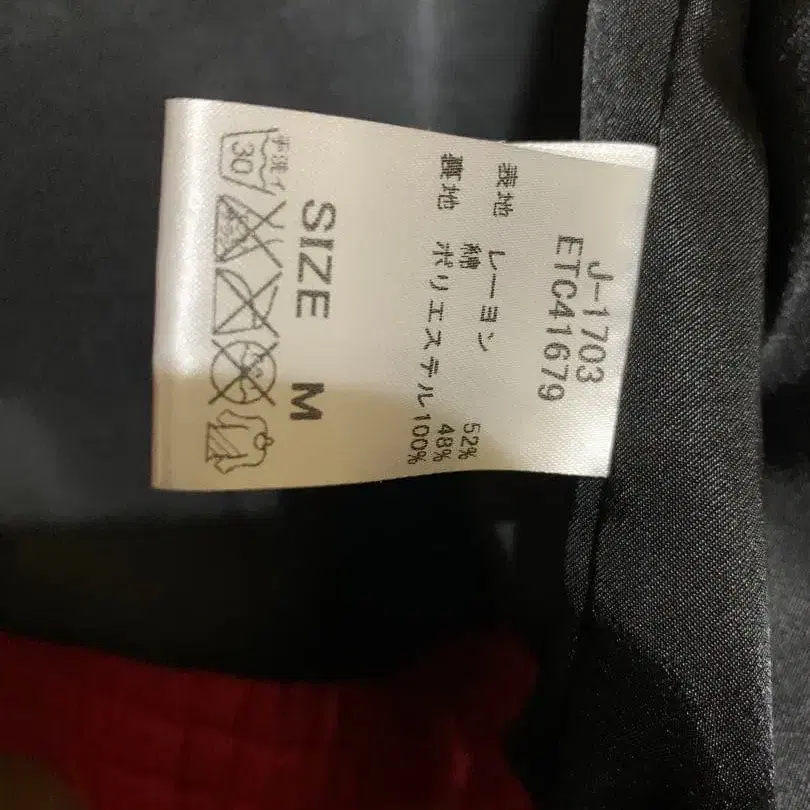 J-1703
ETC41679
表地 レーヨン 52%
綿 48%
裏地 ポリエステル100%
SIZE M
手洗イ
30